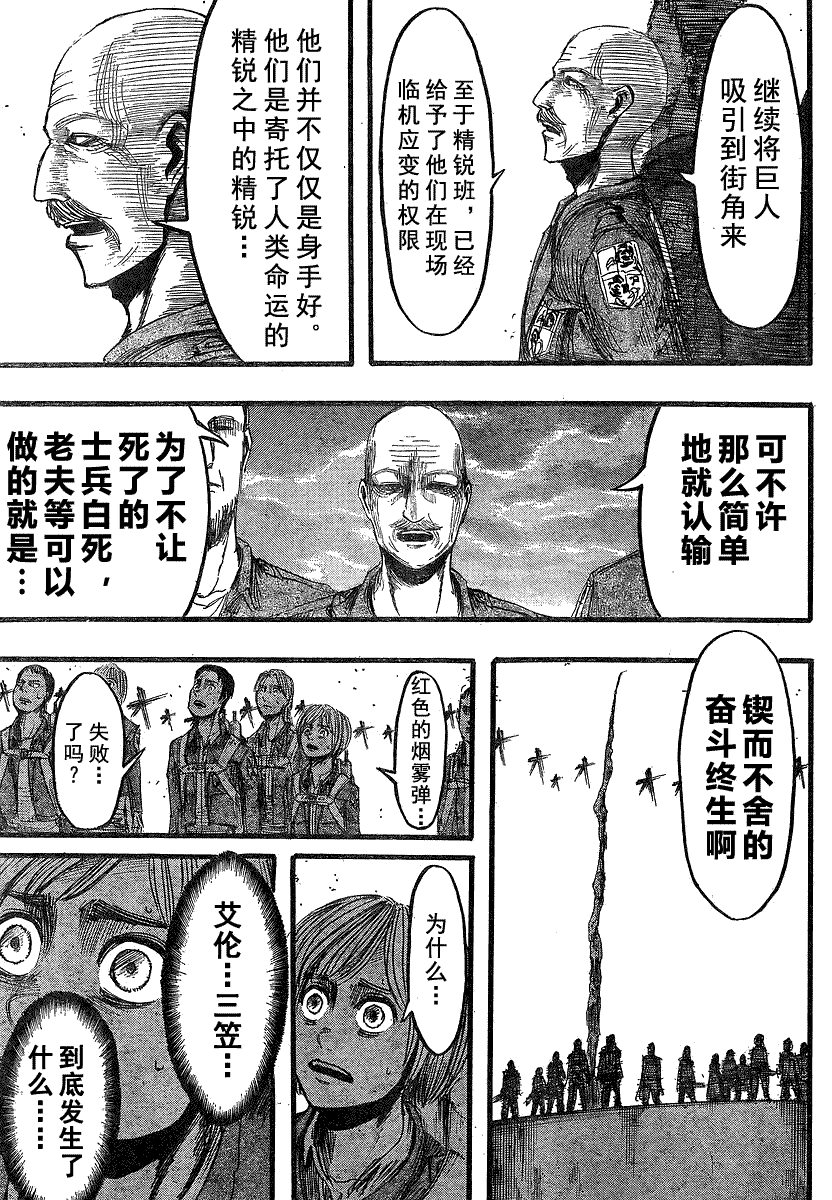 继续将巨人
吸引到街角来
至于精锐班，已经
给予了他们在现场
临机应变的权限
他们并不仅仅是身手好。
他们是寄托了人类命运的
精锐之中的精锐…
可不许
那么简单
地就认输
为了不让
死了的
士兵白死，
老夫等可以
做的就是…
锲而不舍的
奋斗终生啊
红色的烟雾弹…
失败…
了吗？
为什么…
艾伦…三笠…
到底发生了
什么……